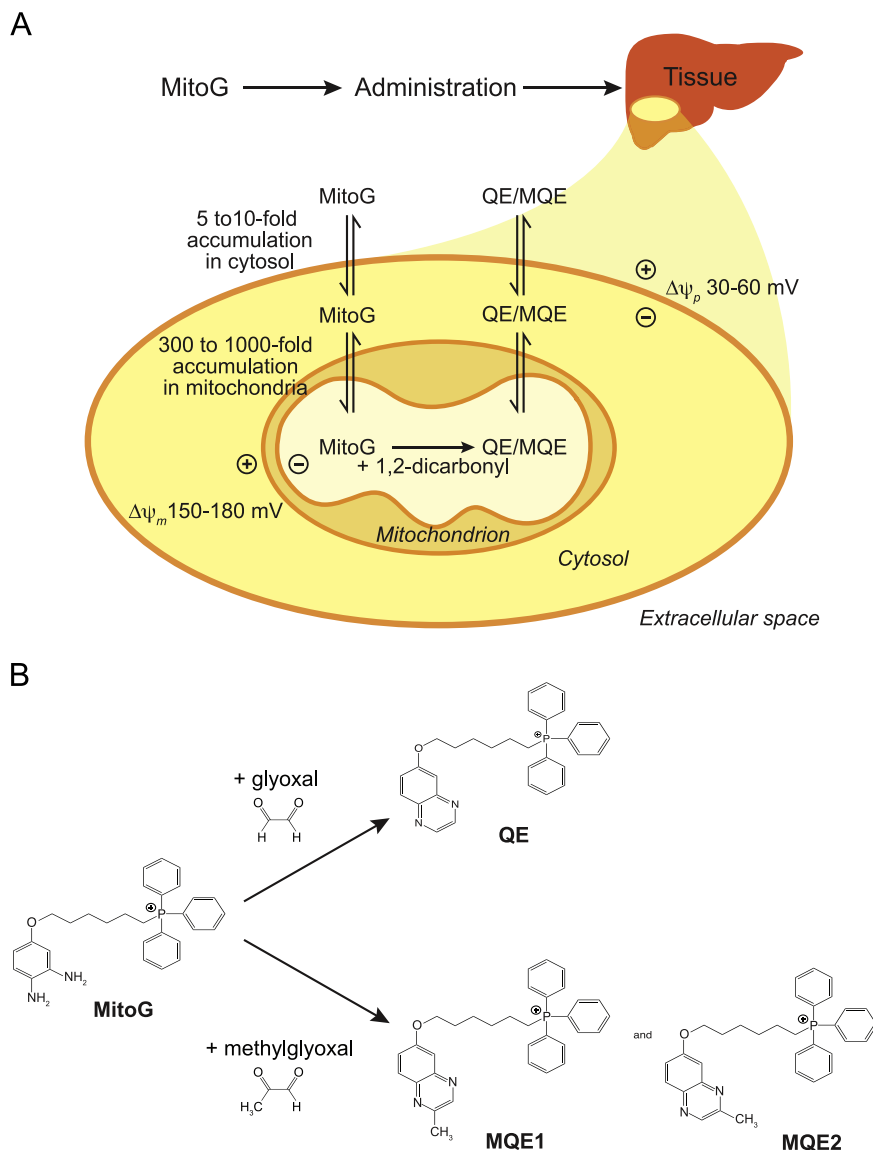 A
MitoG
Administration
Tissue
MitoG
QE/MQE
5 to10-fold
accumulation
in cytosol
⊕
Δψp 30-60 mV
⊖
MitoG
QE/MQE
300 to 1000-fold
accumulation
in mitochondria
MitoG
QE/MQE
+ 1,2-dicarbonyl
⊕
⊖
Δψm 150-180 mV
Mitochondrion
Cytosol
Extracellular space
B
⊕
P
O
N
N
QE
+ glyoxal
O O
H H
⊕
P
O
NH2
NH2
MitoG
+ methylglyoxal
O O
H3C H
⊕
P
O
N
N
CH3
MQE1
and
⊕
P
O
N
N
CH3
MQE2